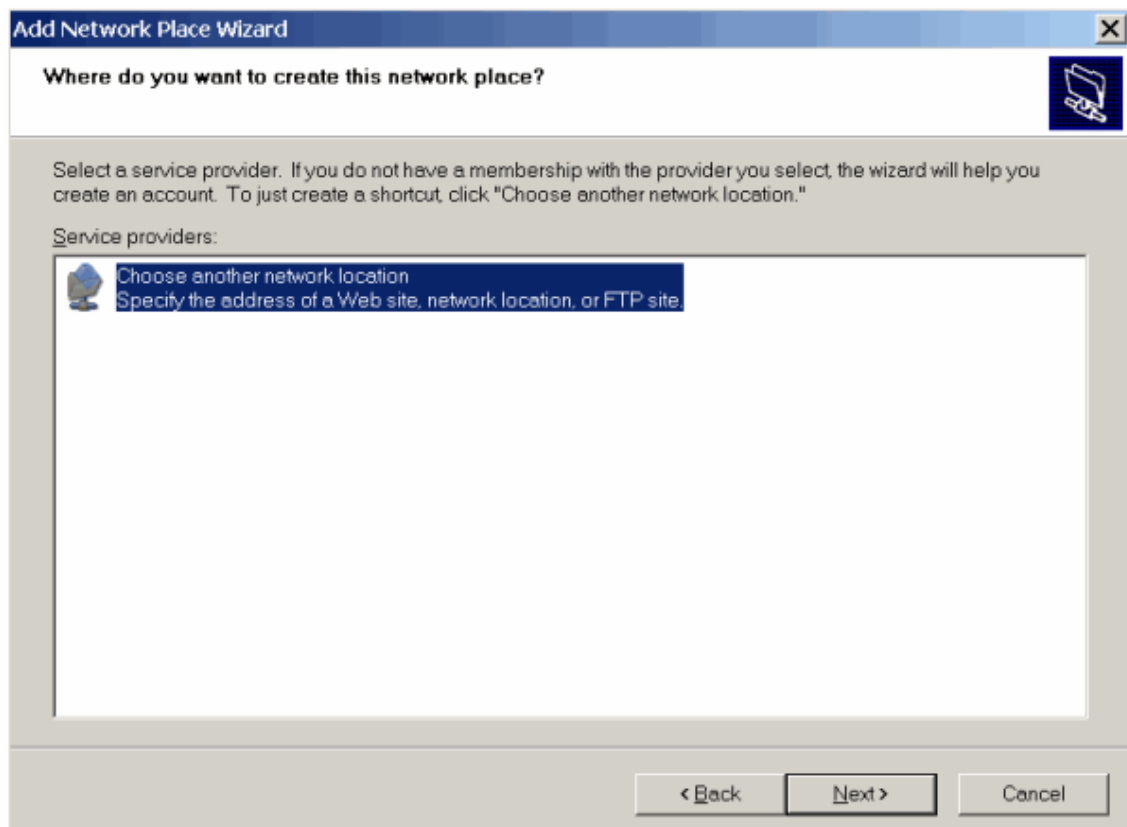 Add Network Place Wizard
Where do you want to create this network place?
Select a service provider. If you do not have a membership with the provider you select, the wizard will help you
create an account. To just create a shortcut, click "Choose another network location."
Service providers:
Choose another network location
Specify the address of a Web site, network location, or FTP site.
< Back
Next >
Cancel